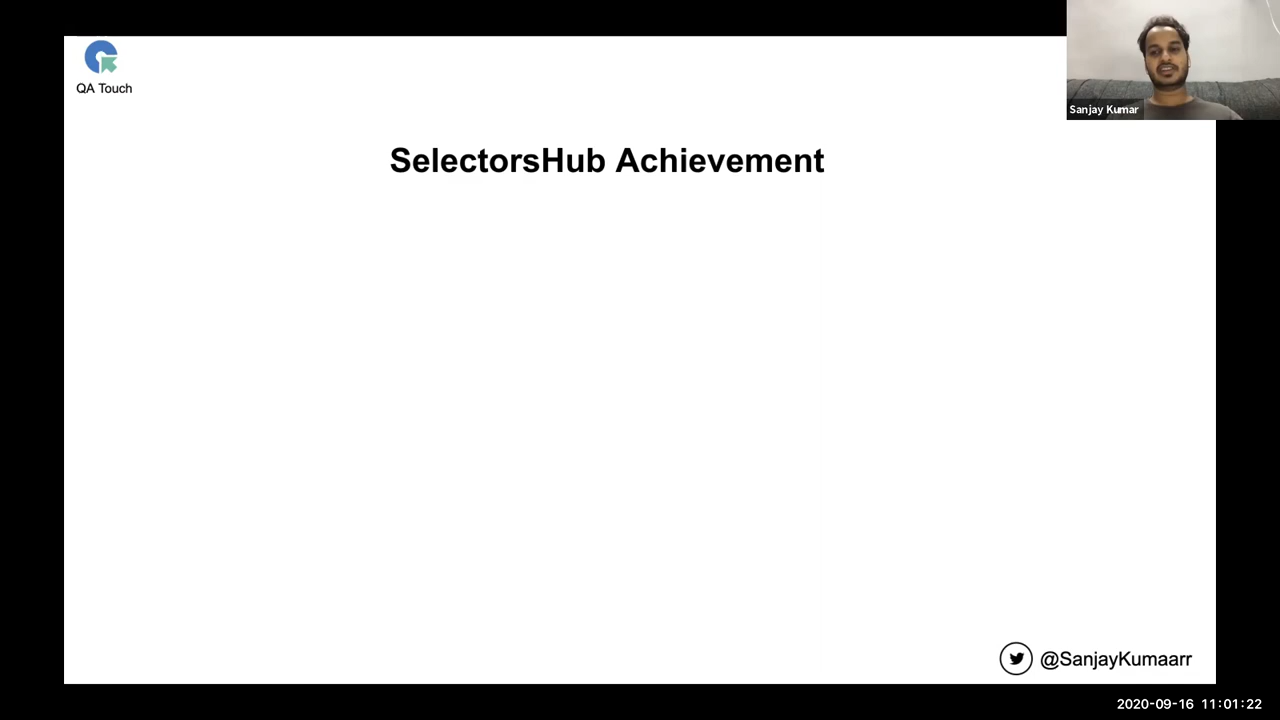 QA Touch
Sanjay Kumar
SelectorsHub Achievement
@SanjayKumaarr
2020-09-16 11:01:22